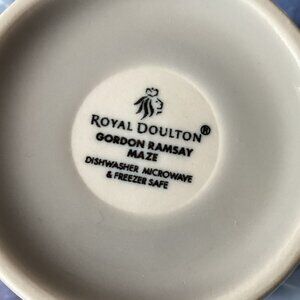 ROYAL DOULTON®
GORDON RAMSAY
MAZE
DISHWASHER MICROWAVE
& FREEZER SAFE